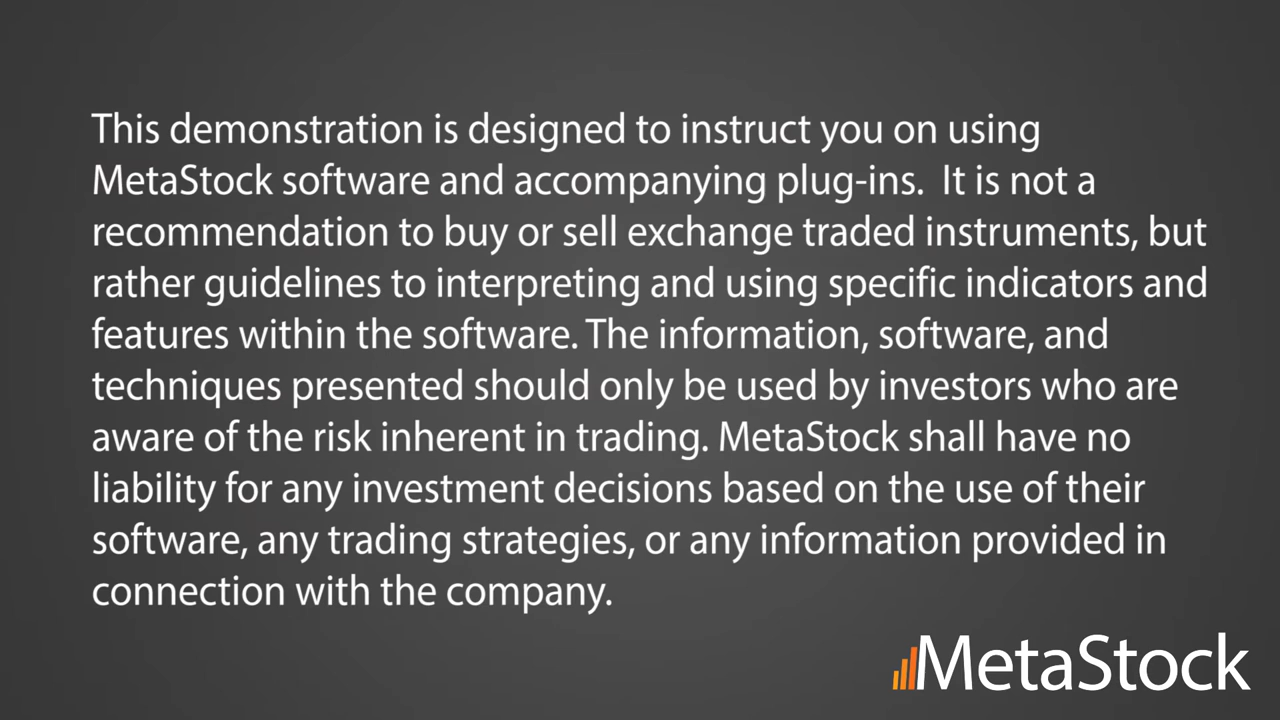 This demonstration is designed to instruct you on using
MetaStock software and accompanying plug-ins.  It is not a
recommendation to buy or sell exchange traded instruments, but
rather guidelines to interpreting and using specific indicators and
features within the software. The information, software, and
techniques presented should only be used by investors who are
aware of the risk inherent in trading. MetaStock shall have no
liability for any investment decisions based on the use of their
software, any trading strategies, or any information provided in
connection with the company.
MetaStock